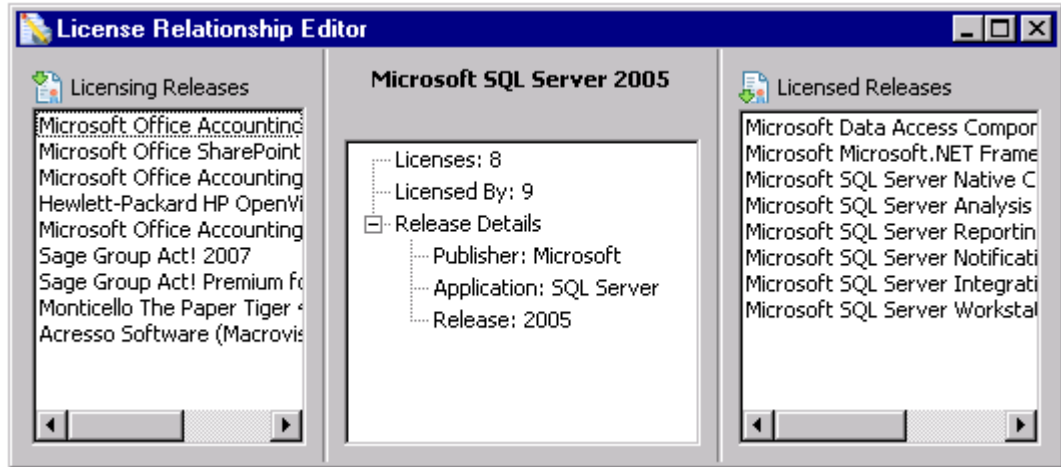 License Relationship Editor
Licensing Releases
Microsoft Office Accounting
Microsoft Office SharePoint
Microsoft Office Accounting
Hewlett-Packard HP OpenVi
Microsoft Office Accounting
Sage Group Act! 2007
Sage Group Act! Premium fo
Monticello The Paper Tiger 4
Acresso Software (Macrovis
Microsoft SQL Server 2005
Licenses: 8
Licensed By: 9
Release Details
Publisher: Microsoft
Application: SQL Server
Release: 2005
Licensed Releases
Microsoft Data Access Compor
Microsoft Microsoft.NET Frame
Microsoft SQL Server Native C
Microsoft SQL Server Analysis
Microsoft SQL Server Reportin
Microsoft SQL Server Notificati
Microsoft SQL Server Integrati
Microsoft SQL Server Workstat